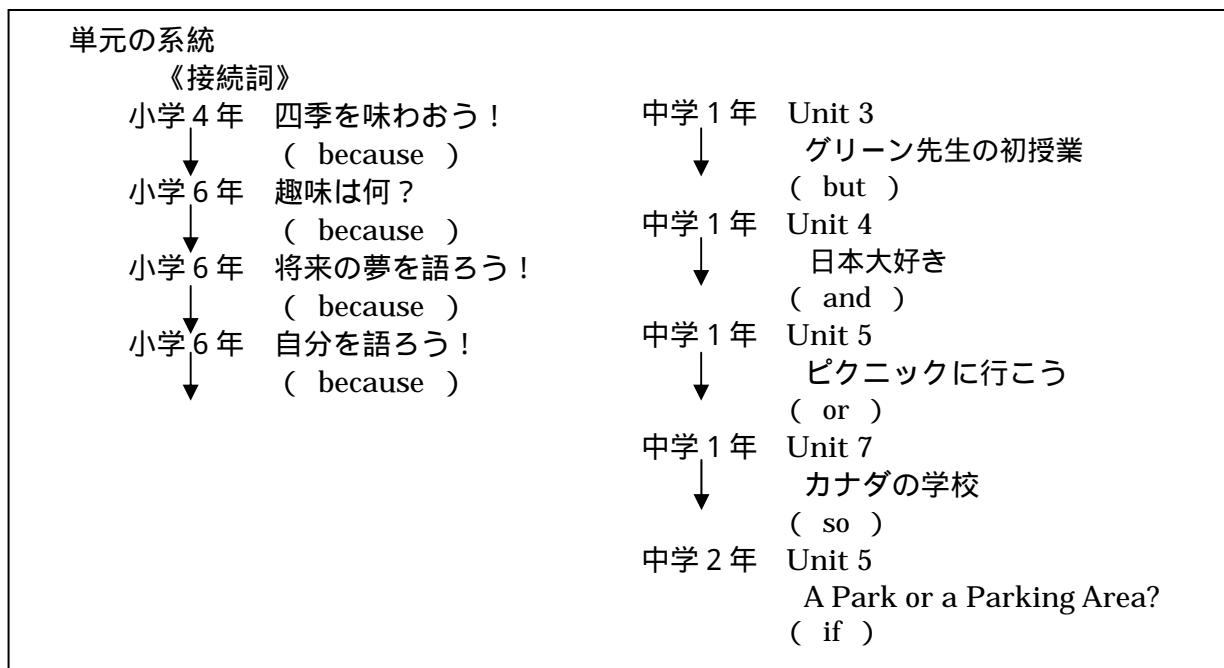 単元の系統
《接続詞》
小学4年 四季を味わおう!
( because )
小学6年 趣味は何?
( because )
小学6年 将来の夢を語ろう!
( because )
小学6年 自分を語ろう!
( because )
中学1年 Unit 3
グリーン先生の初授業
( but )
中学1年 Unit 4
日本大好き
( and )
中学1年 Unit 5
ピクニックに行こう
( or )
中学1年 Unit 7
カナダの学校
( so )
中学2年 Unit 5
A Park or a Parking Area?
( if )